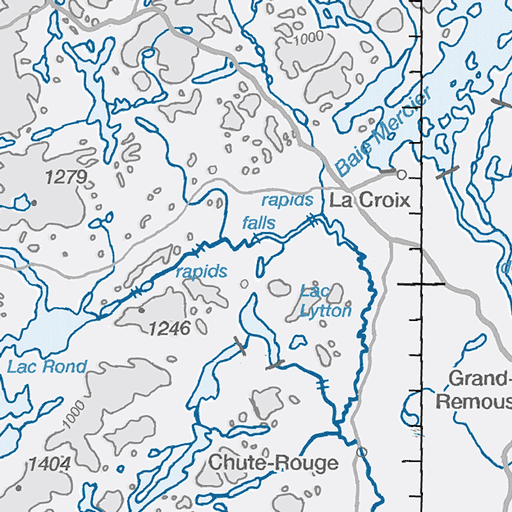 1000
Baie Mercier
1279
rapids
La Croix
falls
rapids
Lac
Lytton
1246
Lac Rond
Grand-
Remous
1000
1404
Chute-Rouge